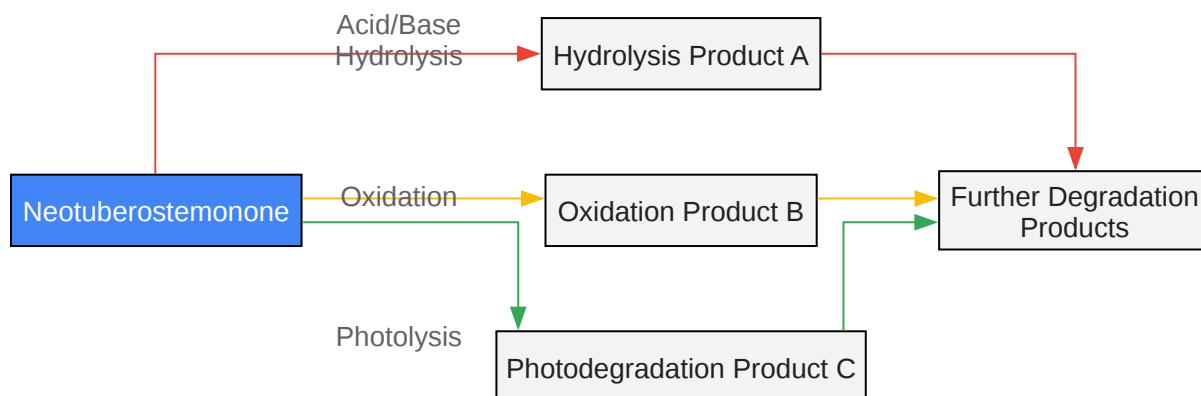 Acid/Base
Hydrolysis
Hydrolysis Product A
Neotuberostemonone
Oxidation
Oxidation Product B
Further Degradation
Products
Photolysis
Photodegradation Product C